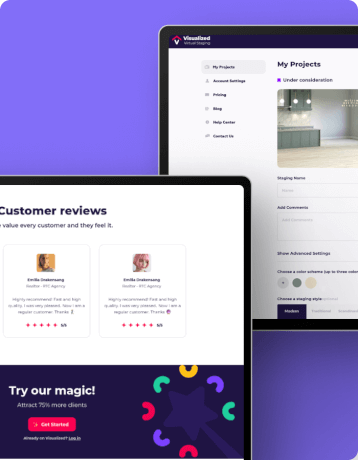 Visualized
Virtual Staging
My Projects
Account Settings
Pricing
Blog
Help Center
Contact Us
My Projects
Under consideration
Staging Name
Add Comments
Show Advanced Settings
Choose a color scheme (up to three color
Choose a staging style
Modern
Traditional
Customer reviews
value every customer and they feel it.
Emilia Drakensang
Realtor - NYC Agency
Highly recommend! Fast and high
quality. I was very pleased. Now I am a
regular customer. Thanks
5/5
Emilia Drakensang
Realtor - NYC Agency
Highly recommend! Fast and high
quality. I was very pleased. Now I am a
regular customer. Thanks
5/5
Try our magic!
Attract 75% more clients
Get Started
Already on Visualized? Log in